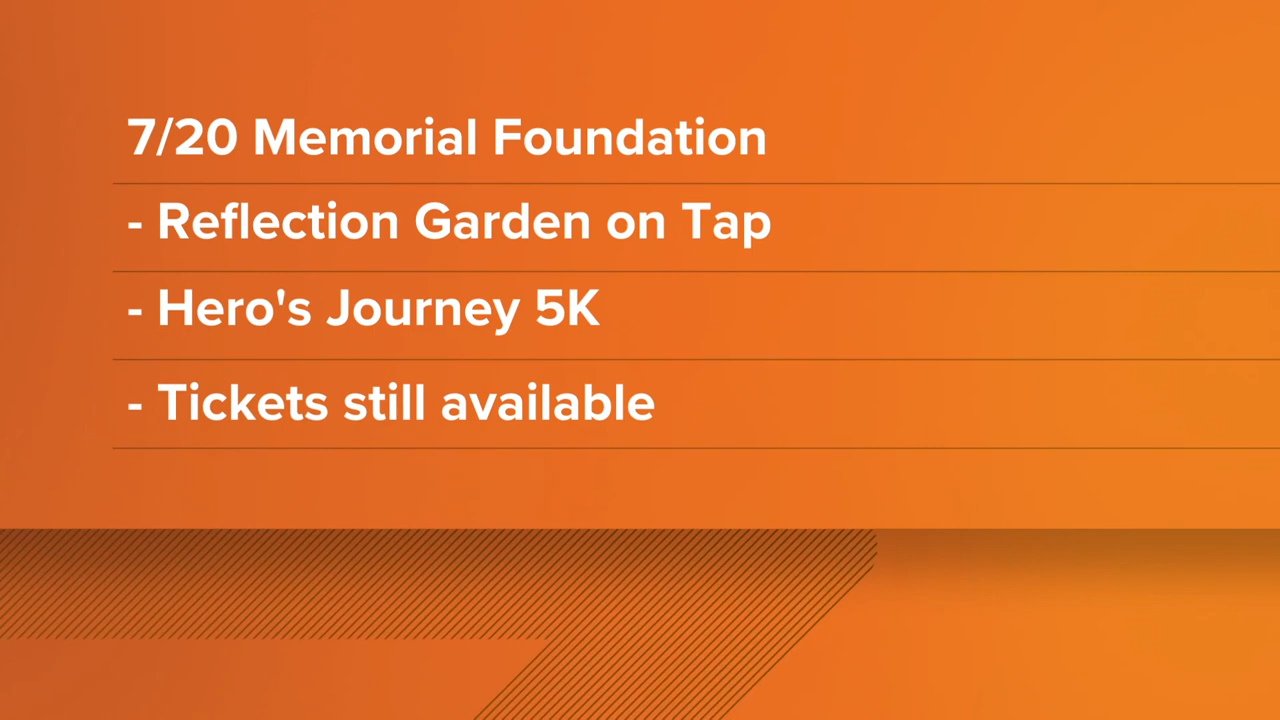 7/20 Memorial Foundation
- Reflection Garden on Tap
- Hero's Journey 5K
- Tickets still available